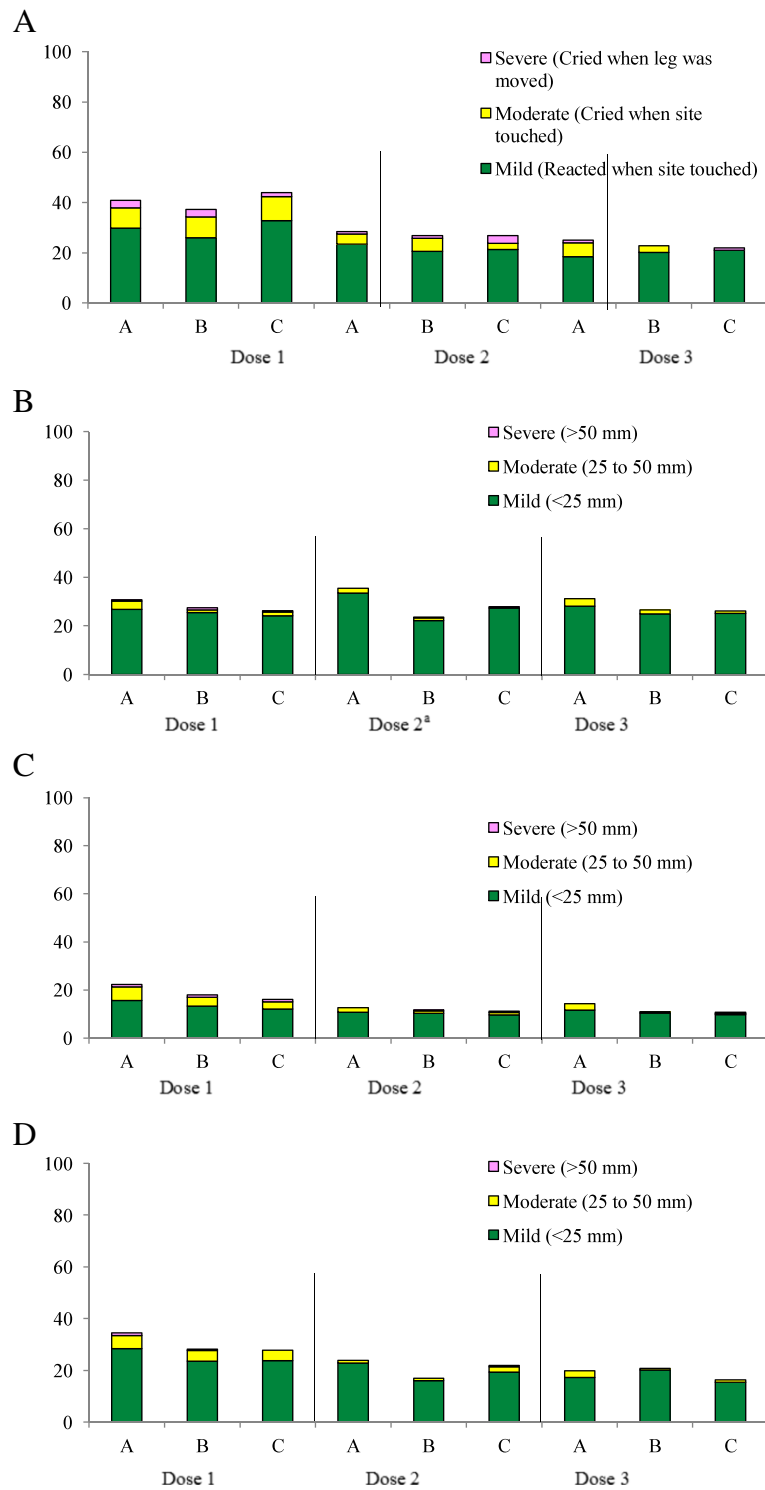 A
100
80
60
40
20
0
Severe (Cried when leg was
moved)
Moderate (Cried when site
touched)
Mild (Reacted when site touched)
A B C A B C A B C
Dose 1 Dose 2 Dose 3
B
100
80
60
40
20
0
Severe (>50 mm)
Moderate (25 to 50 mm)
Mild (<25 mm)
A B C A B C A B C
Dose 1 Dose 2ª Dose 3
C
100
80
60
40
20
0
Severe (>50 mm)
Moderate (25 to 50 mm)
Mild (<25 mm)
A B C A B C A B C
Dose 1 Dose 2 Dose 3
D
100
80
60
40
20
0
Severe (>50 mm)
Moderate (25 to 50 mm)
Mild (<25 mm)
A B C A B C A B C
Dose 1 Dose 2 Dose 3